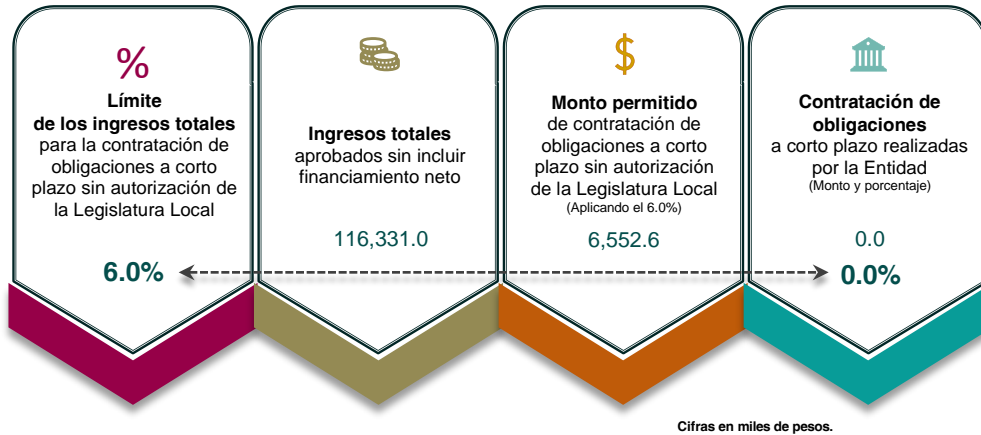 %
Límite
de los ingresos totales
para la contratación de
obligaciones a corto
plazo sin autorización de
la Legislatura Local
6.0%
Ingresos totales
aprobados sin incluir
financiamiento neto
116,331.0
$
Monto permitido
de contratación de
obligaciones a corto
plazo sin autorización
de la Legislatura Local
(Aplicando el 6.0%)
6,552.6
Contratación de
obligaciones
a corto plazo realizadas
por la Entidad
(Monto y porcentaje)
0.0
0.0%
Cifras en miles de pesos.